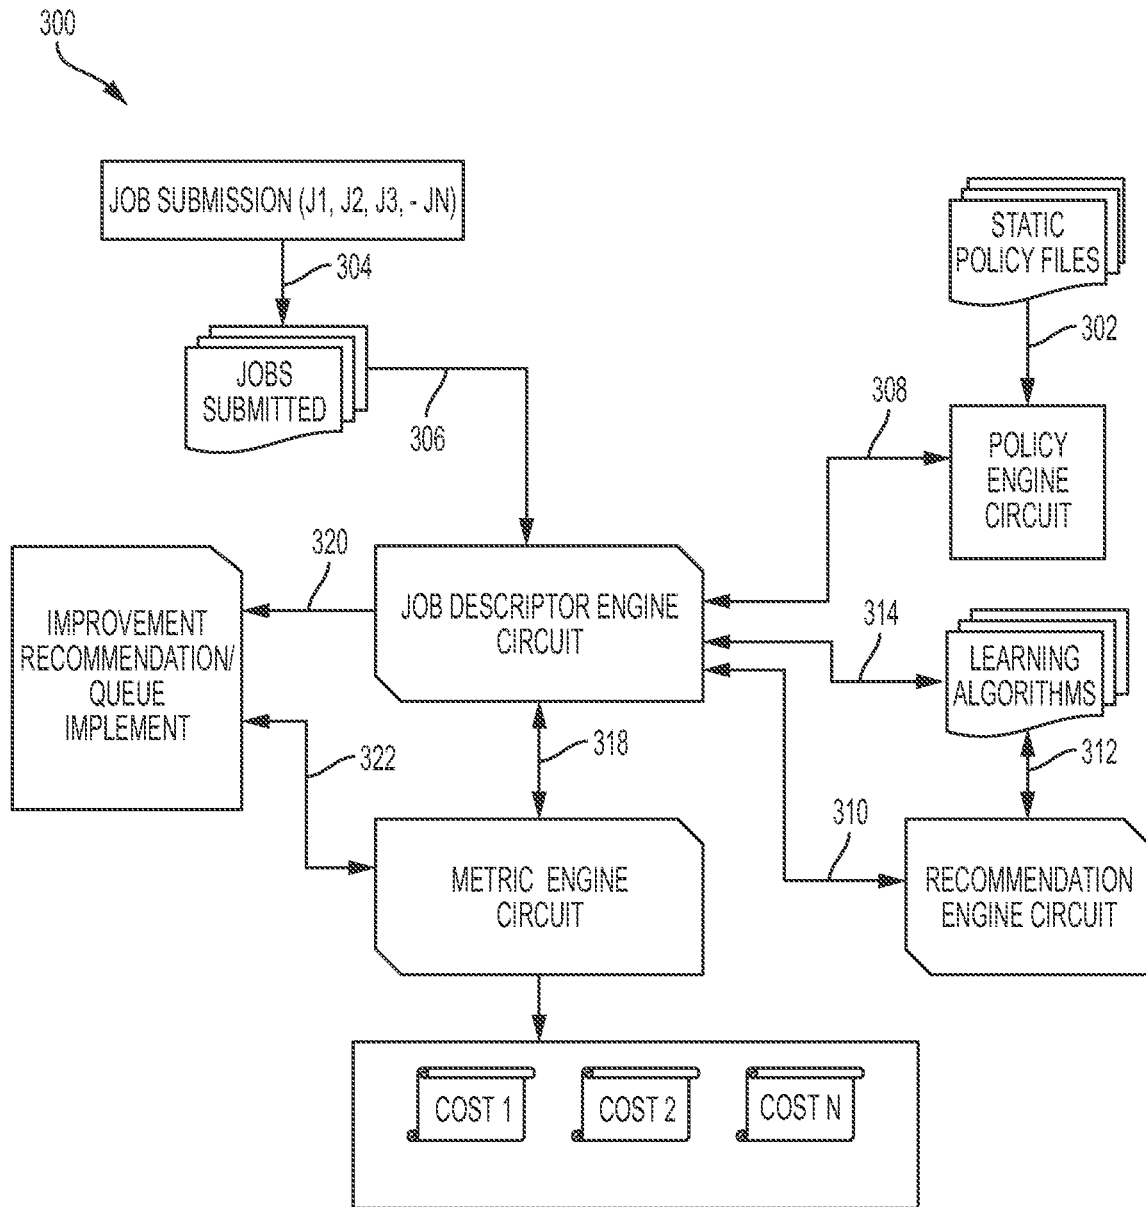 300
JOB SUBMISSION (J1, J2, J3, - JN)
304
STATIC
POLICY FILES
302
JOBS
SUBMITTED
306
308
POLICY
ENGINE
CIRCUIT
320
JOB DESCRIPTOR ENGINE
CIRCUIT
IMPROVEMENT
RECOMMENDATION/
QUEUE
IMPLEMENT
314
LEARNING
ALGORITHMS
322
318
312
310
METRIC ENGINE
CIRCUIT
RECOMMENDATION
ENGINE CIRCUIT
COST 1
COST 2
COST N